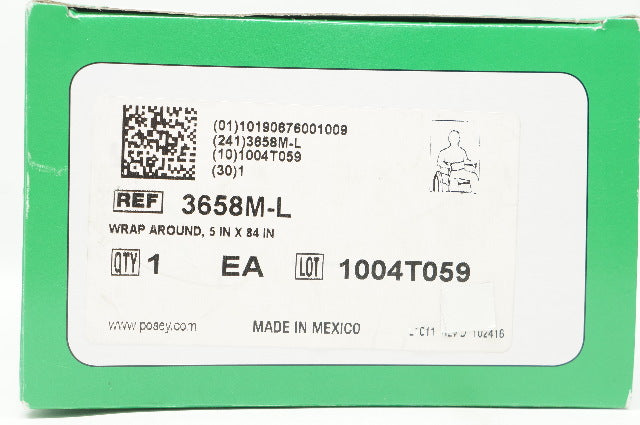 (01)10190676001009
(241)3658M-L
(10)1004T059
(30)1
REF 3658M-L
WRAP AROUND, 5 IN X 84 IN
QTY 1 EA LOT 1004T059
www.posey.com MADE IN MEXICO 102416